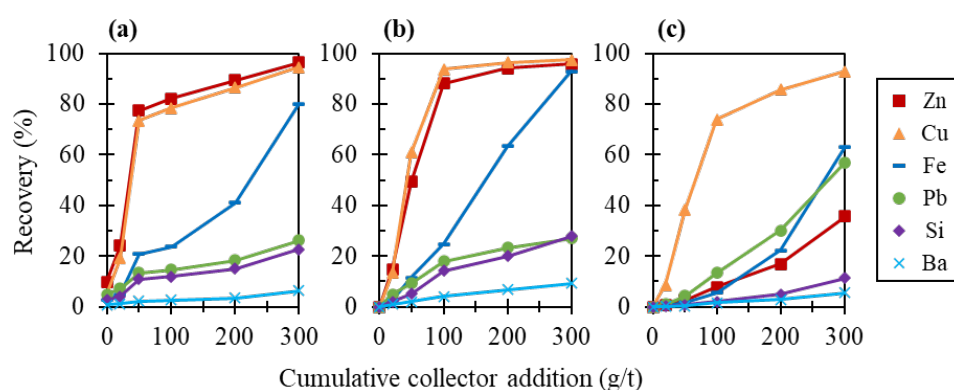 (a) (b) (c)
Recovery (%)
100 100 100
80 80 80
60 60 60
40 40 40
20 20 20
0 0 0
0 100 200 300 0 100 200 300 0 100 200 300
Cumulative collector addition (g/t)
Zn
Cu
Fe
Pb
Si
Ba